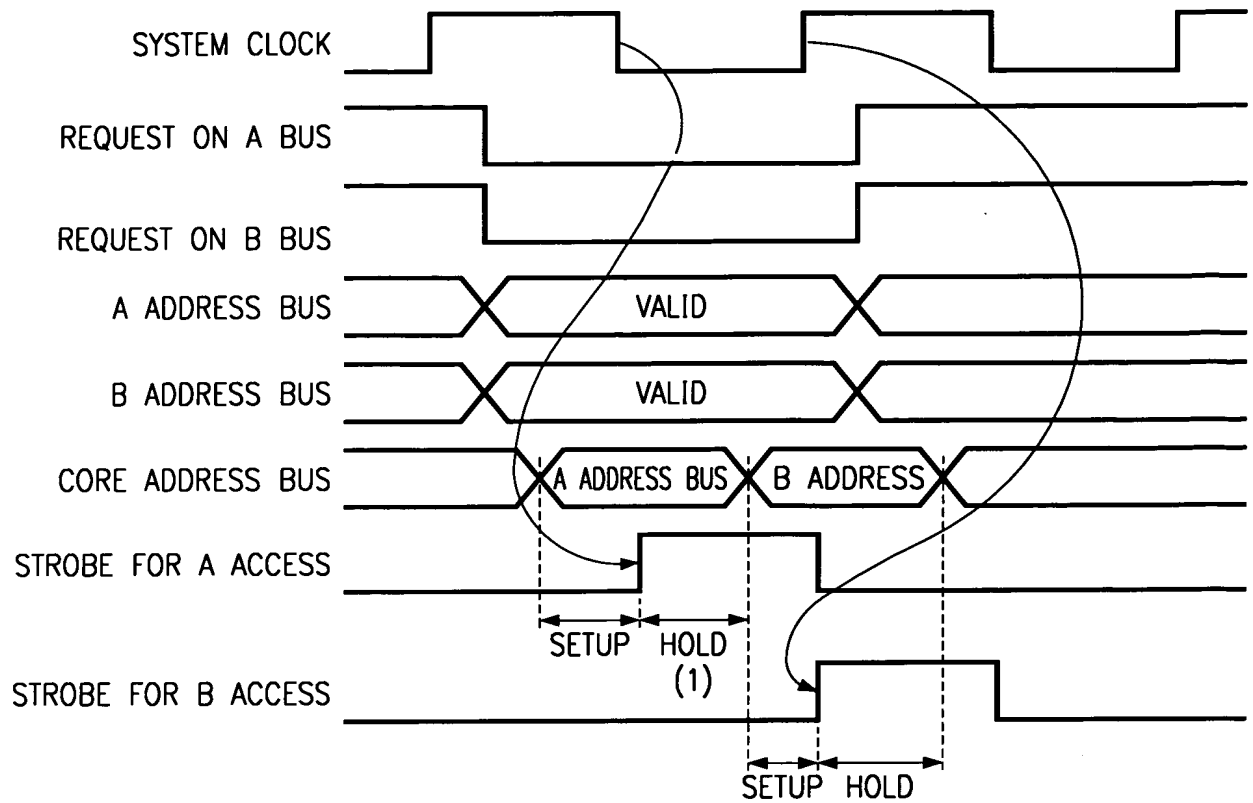 SYSTEM CLOCK
REQUEST ON A BUS
REQUEST ON B BUS
A ADDRESS BUS VALID
B ADDRESS BUS VALID
CORE ADDRESS BUS A ADDRESS BUS B ADDRESS
STROBE FOR A ACCESS
SETUP HOLD
(1)
STROBE FOR B ACCESS
SETUP HOLD